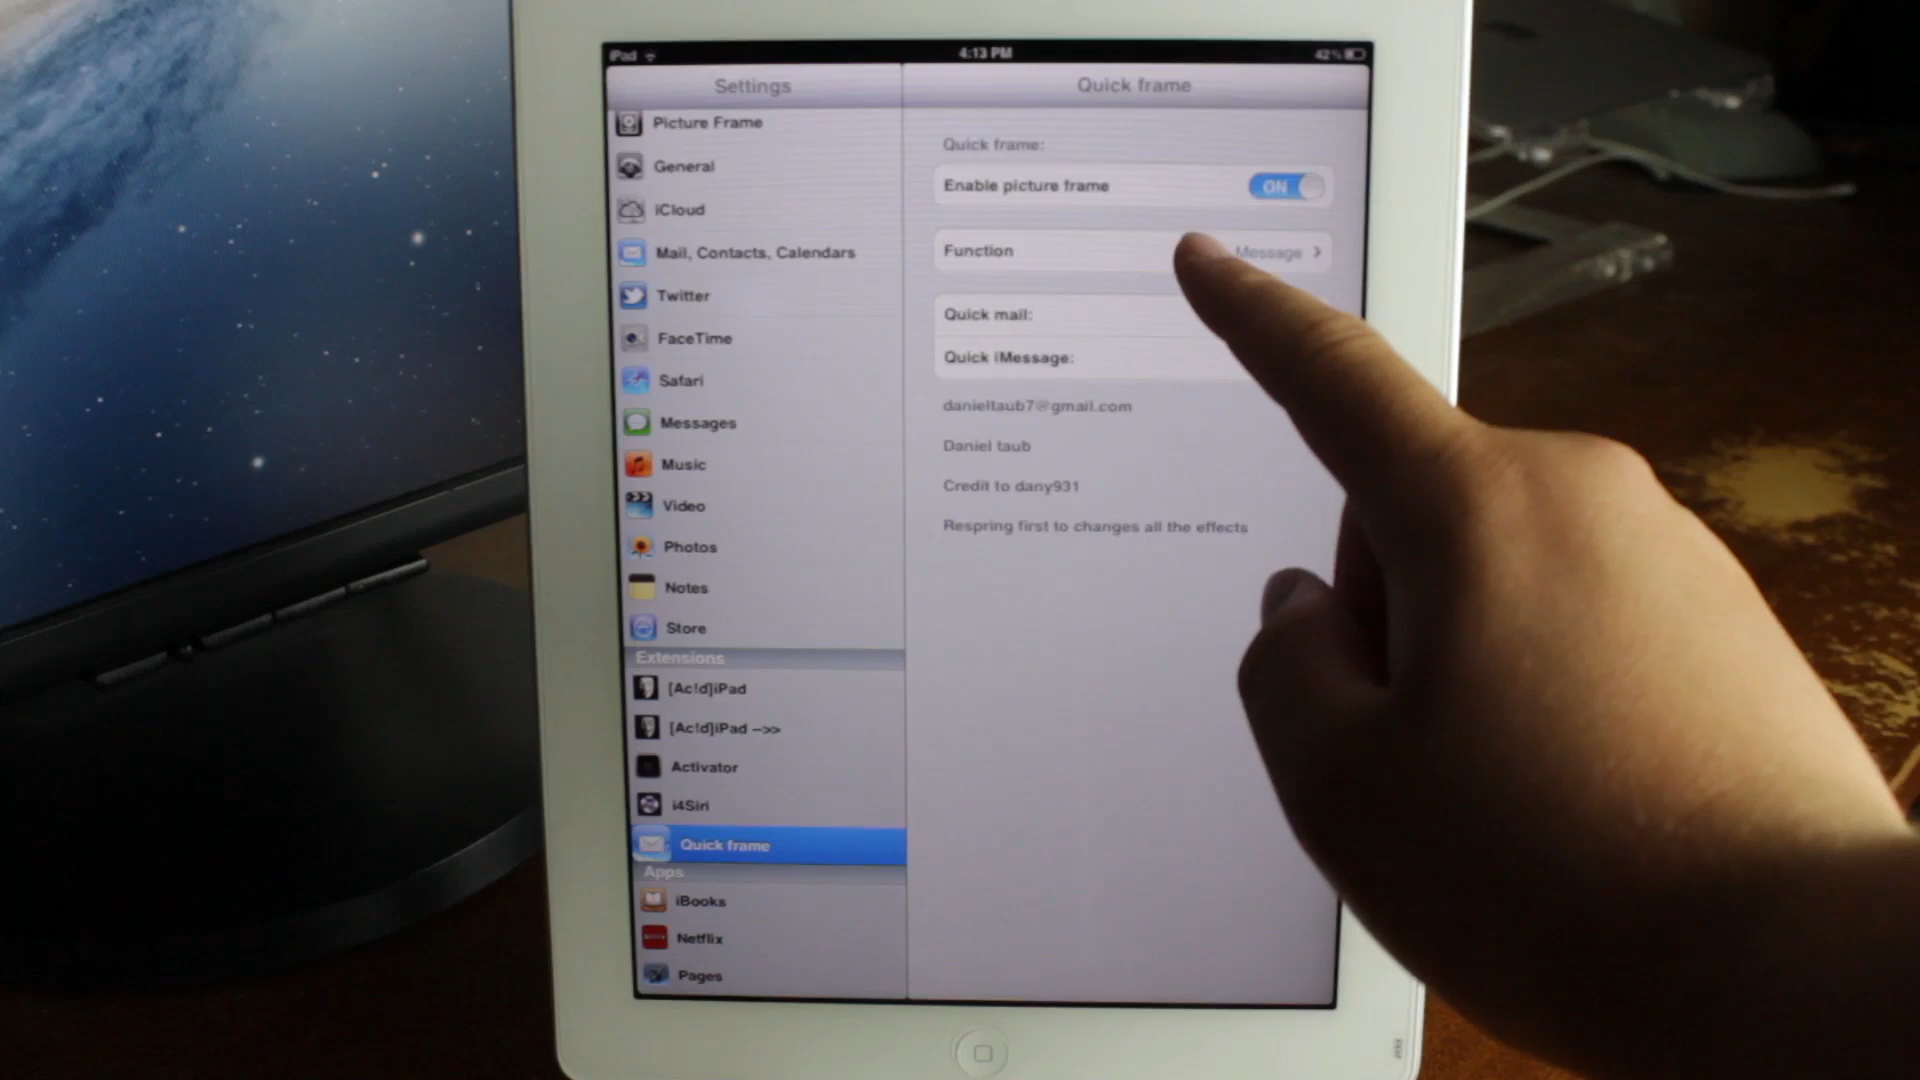 iPad
4:13 PM
42%
Settings
Quick frame
Picture Frame
General
iCloud
Mail, Contacts, Calendars
Twitter
FaceTime
Safari
Messages
Music
Video
Photos
Notes
Store
Extensions
[Ac!d]iPad
[Ac!d]iPad ->>
Activator
i4Siri
Quick frame
Apps
iBooks
Netflix
Pages
Quick frame:
Enable picture frame
ON
Function
Message
Quick mail:
Quick iMessage:
danieltaub7@gmail.com
Daniel taub
Credit to dany931
Respring first to changes all the effects